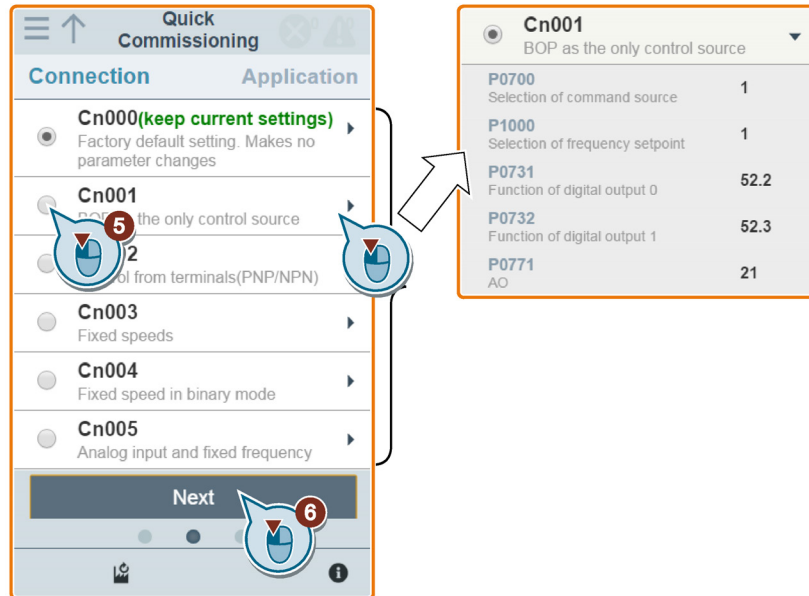 Quick
Commissioning
Connection
Application
Cn000(keep current settings)
Factory default setting. Makes no
parameter changes
Cn001
the only control source
5
2
from terminals(PNP/NPN)
Cn003
Fixed speeds
Cn004
Fixed speed in binary mode
Cn005
Analog input and fixed frequency
Next
6
Cn001
BOP as the only control source
P0700
Selection of command source
1
P1000
Selection of frequency setpoint
1
P0731
Function of digital output 0
52.2
P0732
Function of digital output 1
52.3
P0771
AO
21